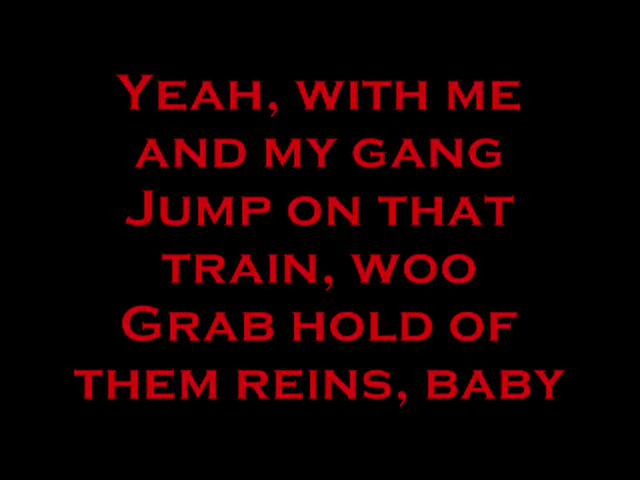 Yeah, with me
and my gang
Jump on that
train, woo
Grab hold of
them reins, baby